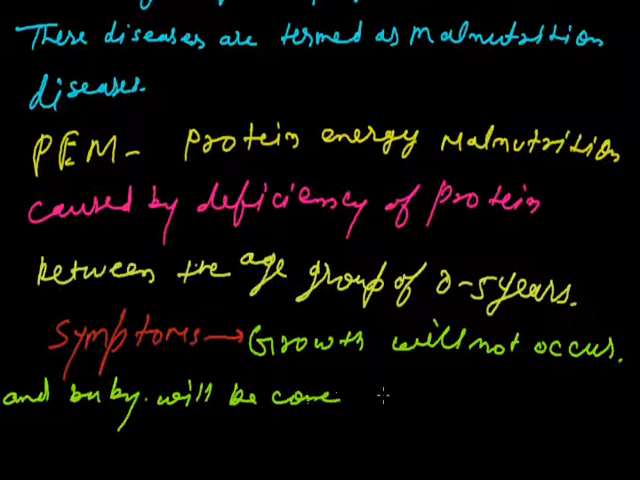 These diseases are termed as Malnutrition
diseases.
PEM - Protein energy Malnutrition
caused by deficiency of protein
between the age group of 0-5 years.
Symptoms → Growth will not occur.
and baby. will be come